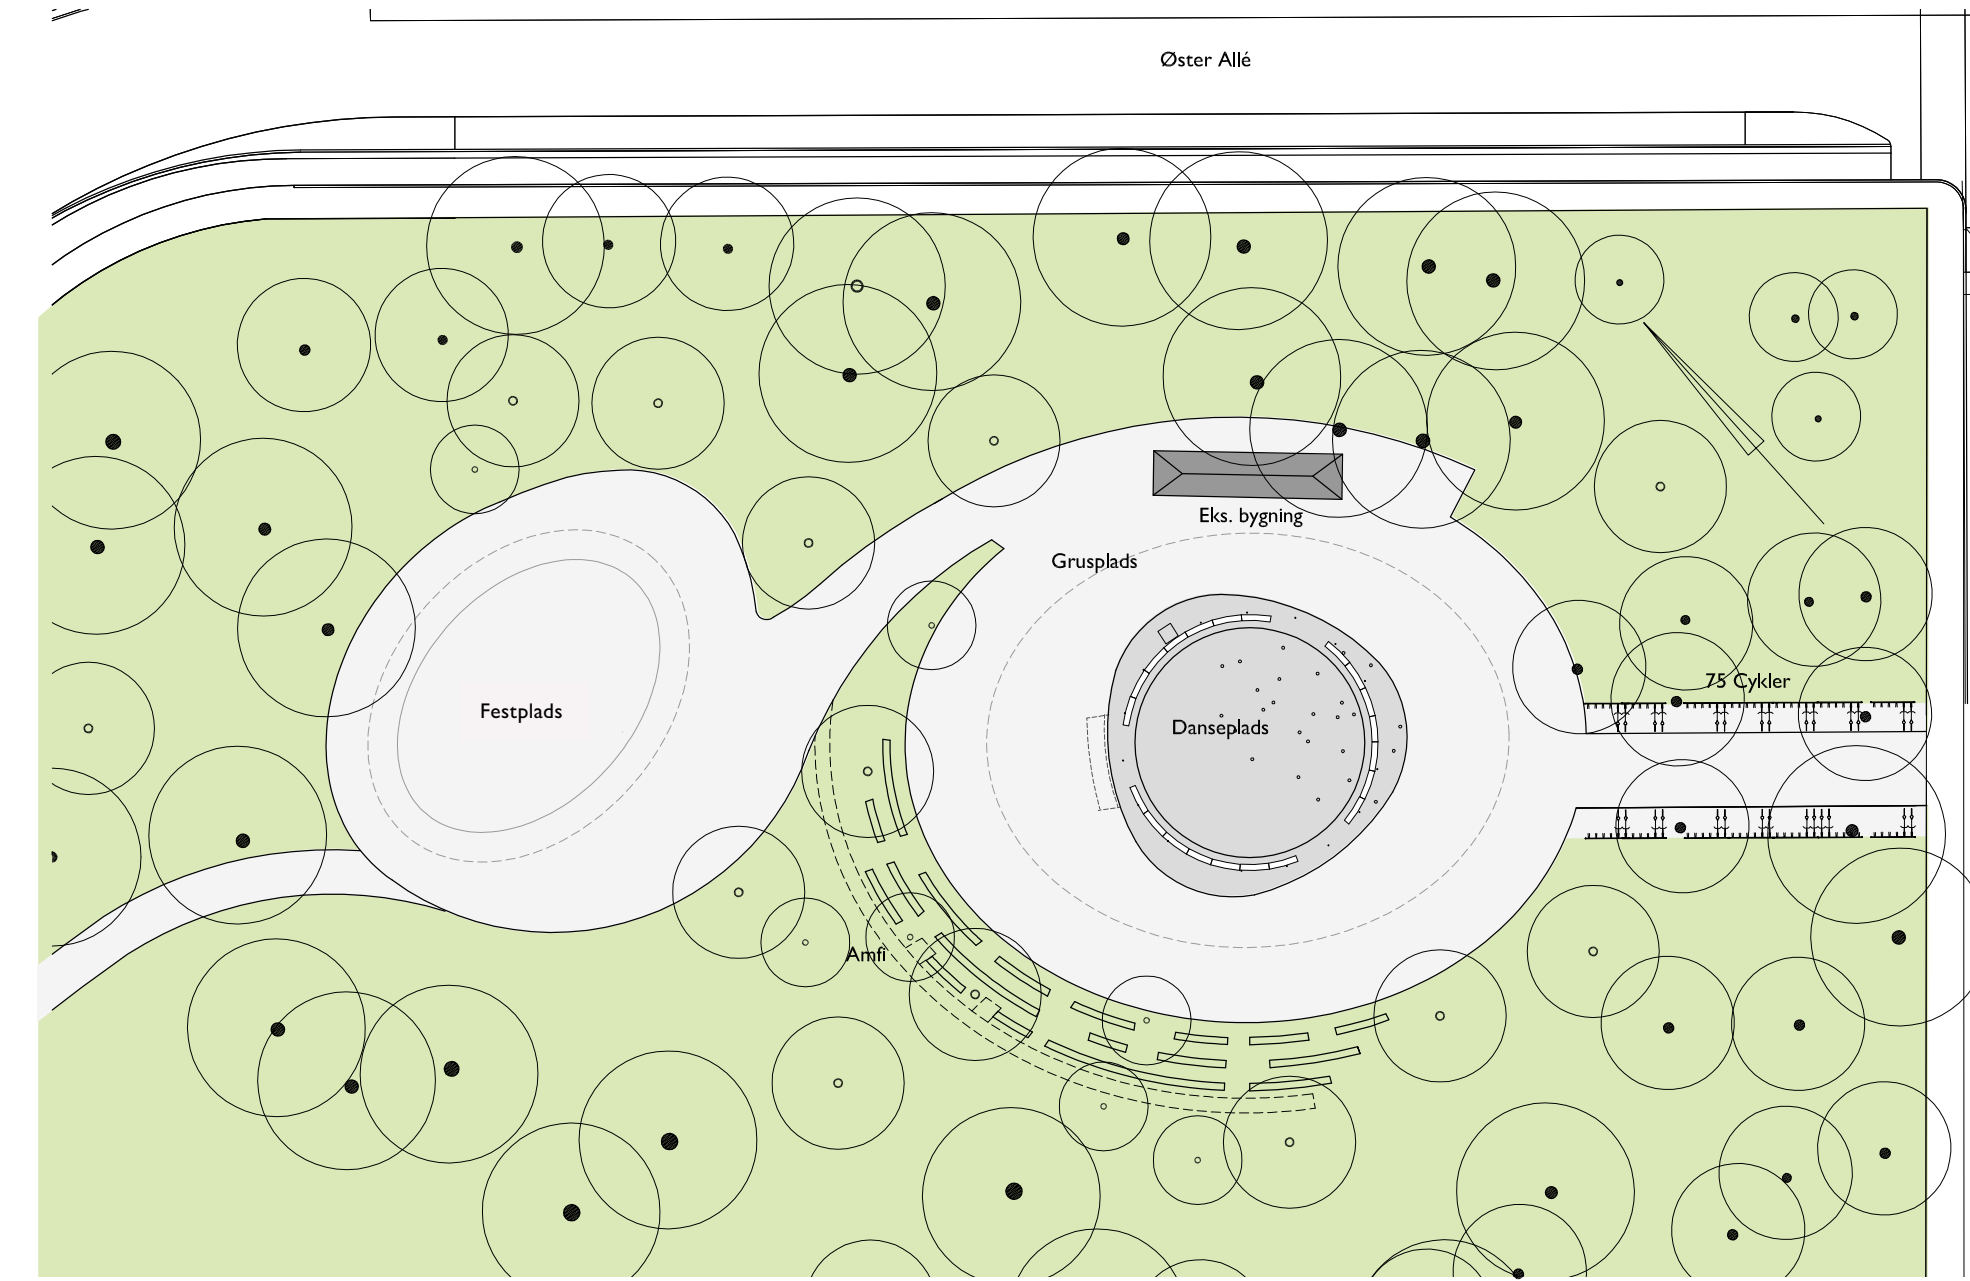 Øster Allé
Eks. bygning
Grusplads
75 Cykler
Festplads
Danseplads
Amfi